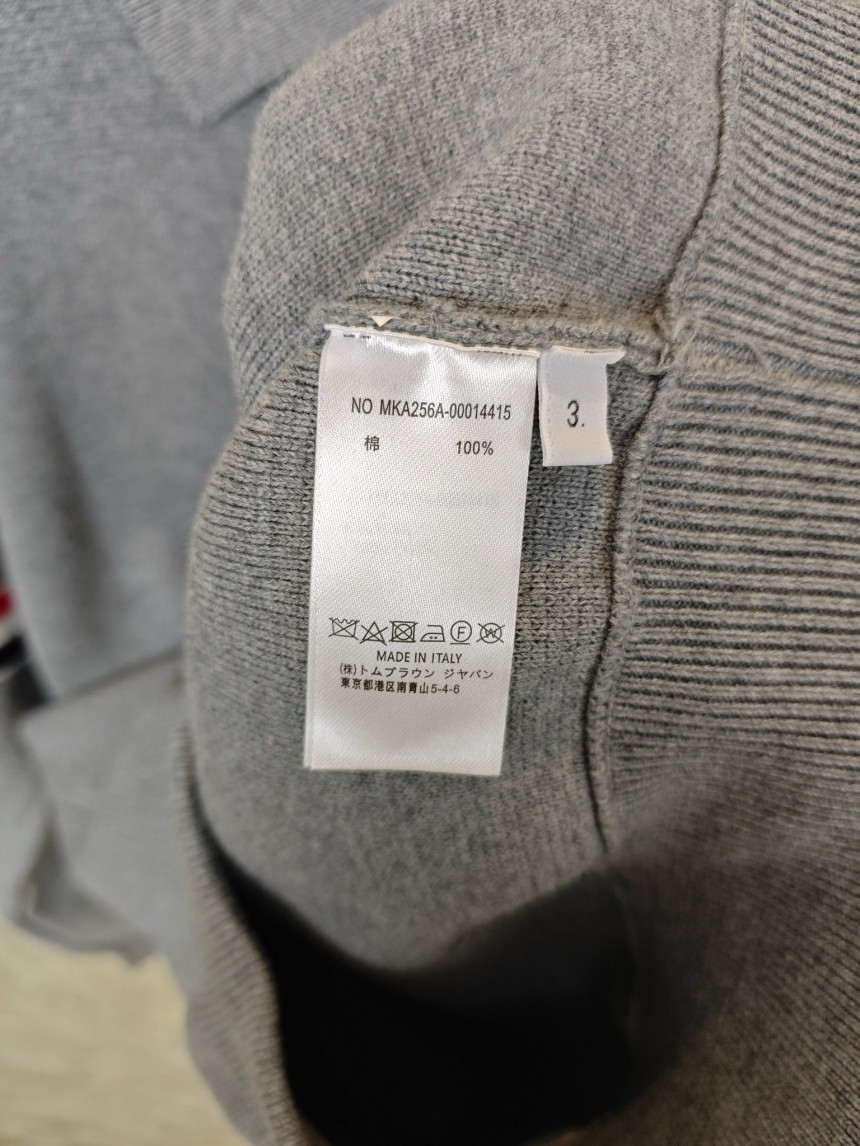 NO MKA256A-00014415
棉 100%
3.
F W
MADE IN ITALY
(株)トムブラウン ジャパン
東京都港区南青山5-4-6